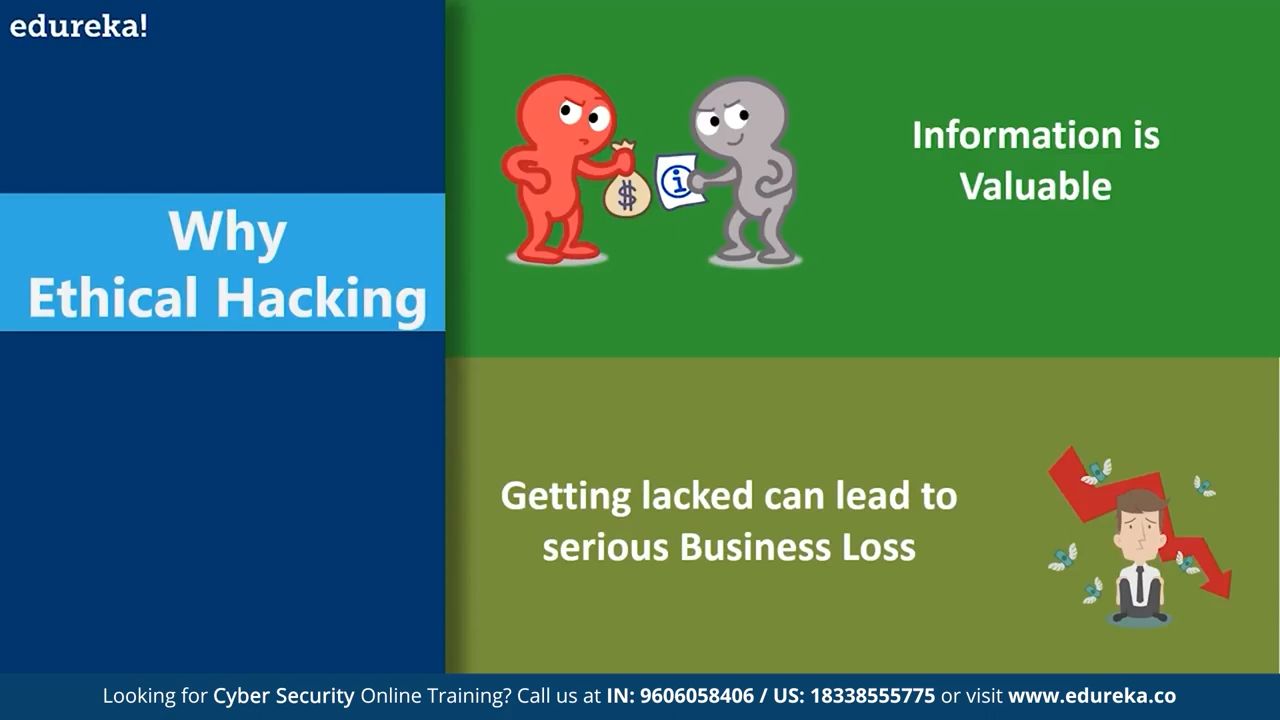 edureka!
Why
Ethical Hacking
Information is
Valuable
$
i
Getting lacked can lead to
serious Business Loss
Looking for Cyber Security Online Training? Call us at IN: 9606058406 / US: 18338555775 or visit www.edureka.co